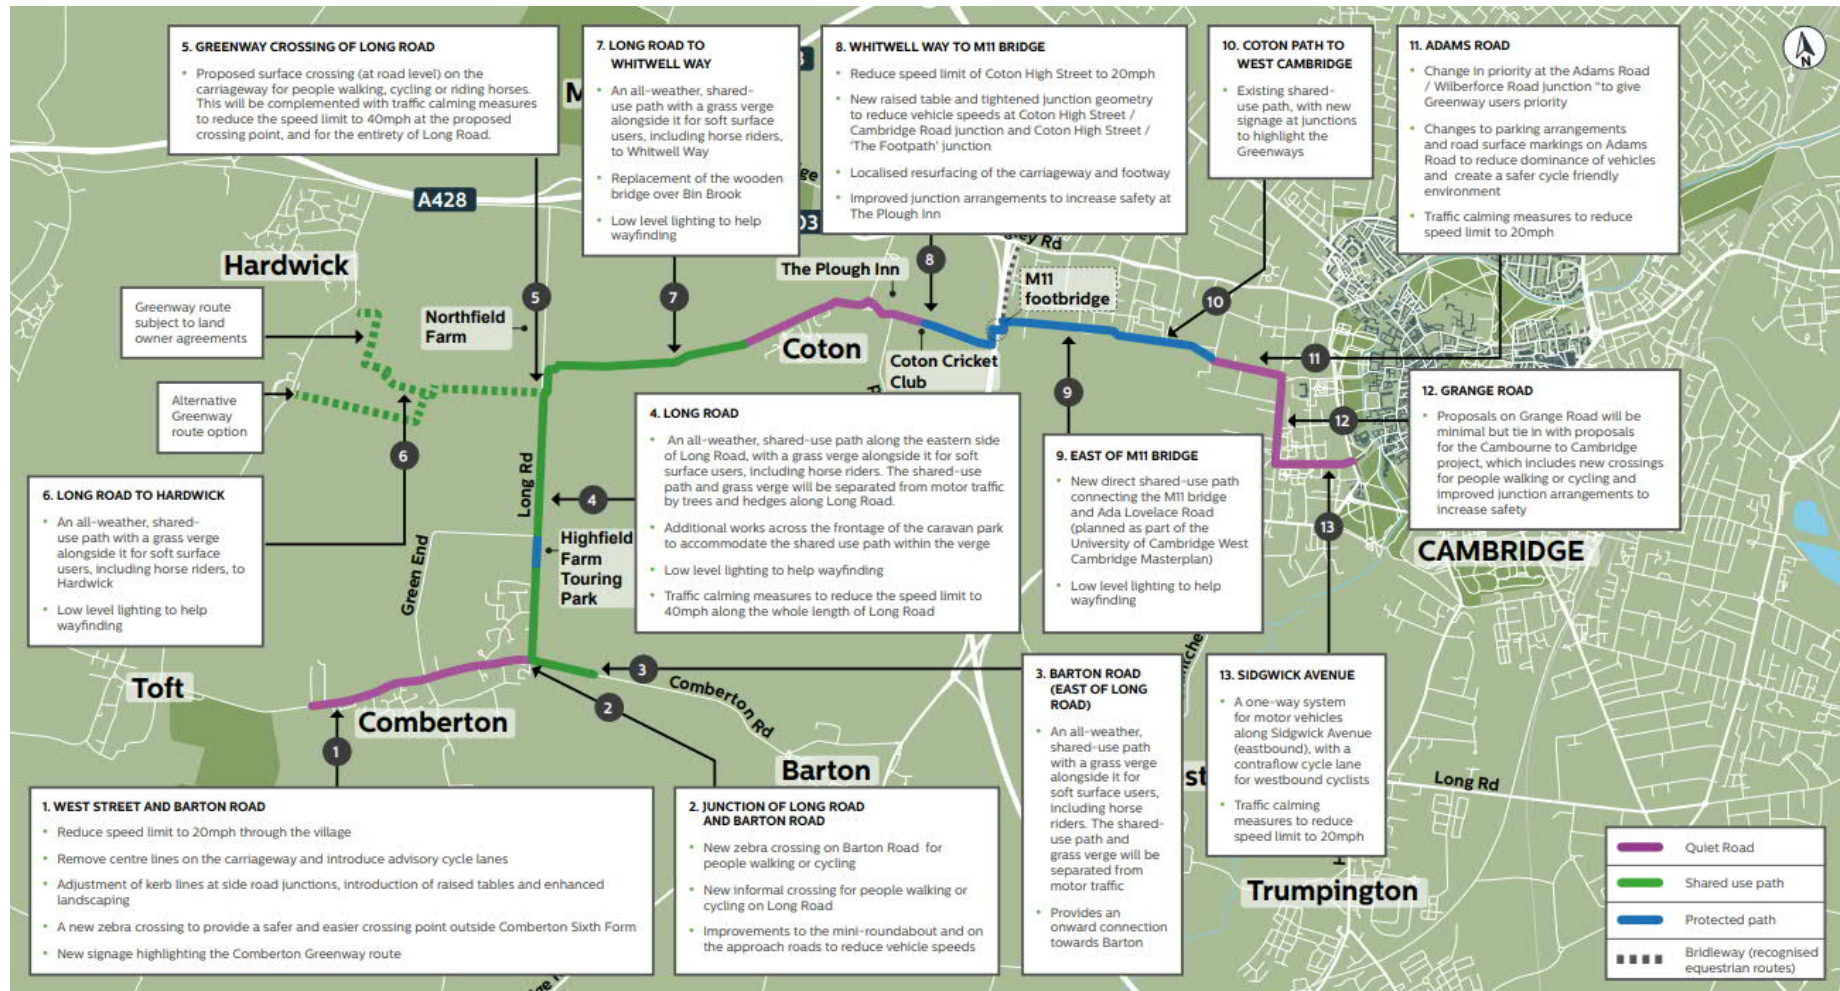 5. GREENWAY CROSSING OF LONG ROAD
• Proposed surface crossing (at road level) on the
carriageway for people walking, cycling or riding horses.
This will be complemented with traffic calming measures
to reduce the speed limit to 40mph at the proposed
crossing point, and for the entirety of Long Road.
7. LONG ROAD TO
WHITWELL WAY
• An all-weather, shared-
use path with a grass verge
alongside it for soft surface
users, including horse riders,
to Whitwell Way
• Replacement of the wooden
bridge over Bin Brook
• Low level lighting to help
wayfinding
8. WHITWELL WAY TO M11 BRIDGE
• Reduce speed limit of Coton High Street to 20mph
• New raised table and tightened junction geometry
to reduce vehicle speeds at Coton High Street /
Cambridge Road junction and Coton High Street /
'The Footpath' junction
• Localised resurfacing of the carriageway and footway
• Improved junction arrangements to increase safety at
The Plough Inn
10. COTON PATH TO
WEST CAMBRIDGE
• Existing shared-
use path, with new
signage at junctions
to highlight the
Greenways
11. ADAMS ROAD
• Change in priority at the Adams Road
/ Wilberforce Road junction "to give
Greenway users priority
• Changes to parking arrangements
and road surface markings on Adams
Road to reduce dominance of vehicles
and create a safer cycle friendly
environment
• Traffic calming measures to reduce
speed limit to 20mph
N
A428
03
Hardwick
Greenway route
subject to land
owner agreements
Alternative
Greenway
route option
Northfield
Farm
5
7
The Plough Inn
8
M11
footbridge
10
Coton
Coton Cricket
Club
11
9
12
6
4. LONG ROAD
• An all-weather, shared-use path along the eastern side
of Long Road, with a grass verge alongside it for soft
surface users, including horse riders. The shared-use
path and grass verge will be separated from motor traffic
by trees and hedges along Long Road.
• Additional works across the frontage of the caravan park
to accommodate the shared use path within the verge
• Low level lighting to help wayfinding
• Traffic calming measures to reduce the speed limit to
40mph along the whole length of Long Road
12. GRANGE ROAD
• Proposals on Grange Road will be
minimal but tie in with proposals
for the Cambourne to Cambridge
project, which includes new crossings
for people walking or cycling and
improved junction arrangements to
increase safety
9. EAST OF M11 BRIDGE
• New direct shared-use path
connecting the M11 bridge
and Ada Lovelace Road
(planned as part of the
University of Cambridge West
Cambridge Masterplan)
• Low level lighting to help
wayfinding
6. LONG ROAD TO HARDWICK
• An all-weather, shared-
use path with a grass verge
alongside it for soft surface
users, including horse riders, to
Hardwick
• Low level lighting to help
wayfinding
Long Rd
4
Green End
Highfield
Farm
Touring
Park
13
CAMBRIDGE
Toft
Comberton
3
2
Comberton Rd
1
Barton
3. BARTON ROAD
(EAST OF LONG
ROAD)
• An all-weather,
shared-use path
with a grass verge
alongside it for
soft surface users,
including horse
riders. The shared-
use path and
grass verge will be
separated from
motor traffic
• Provides an
onward connection
towards Barton
13. SIDGWICK AVENUE
• A one-way system
for motor vehicles
along Sidgwick Avenue
(eastbound), with a
contraflow cycle lane
for westbound cyclists
• Traffic calming
measures to reduce
speed limit to 20mph
Long Rd
Trumpington
1. WEST STREET AND BARTON ROAD
• Reduce speed limit to 20mph through the village
• Remove centre lines on the carriageway and introduce advisory cycle lanes
• Adjustment of kerb lines at side road junctions, introduction of raised tables and enhanced
landscaping
• A new zebra crossing to provide a safer and easier crossing point outside Comberton Sixth Form
• New signage highlighting the Comberton Greenway route
2. JUNCTION OF LONG ROAD
AND BARTON ROAD
• New zebra crossing on Barton Road for
people walking or cycling
• New informal crossing for people walking or
cycling on Long Road
• Improvements to the mini-roundabout and on
the approach roads to reduce vehicle speeds
Quiet Road
Shared use path
Protected path
Bridleway (recognised
equestrian routes)